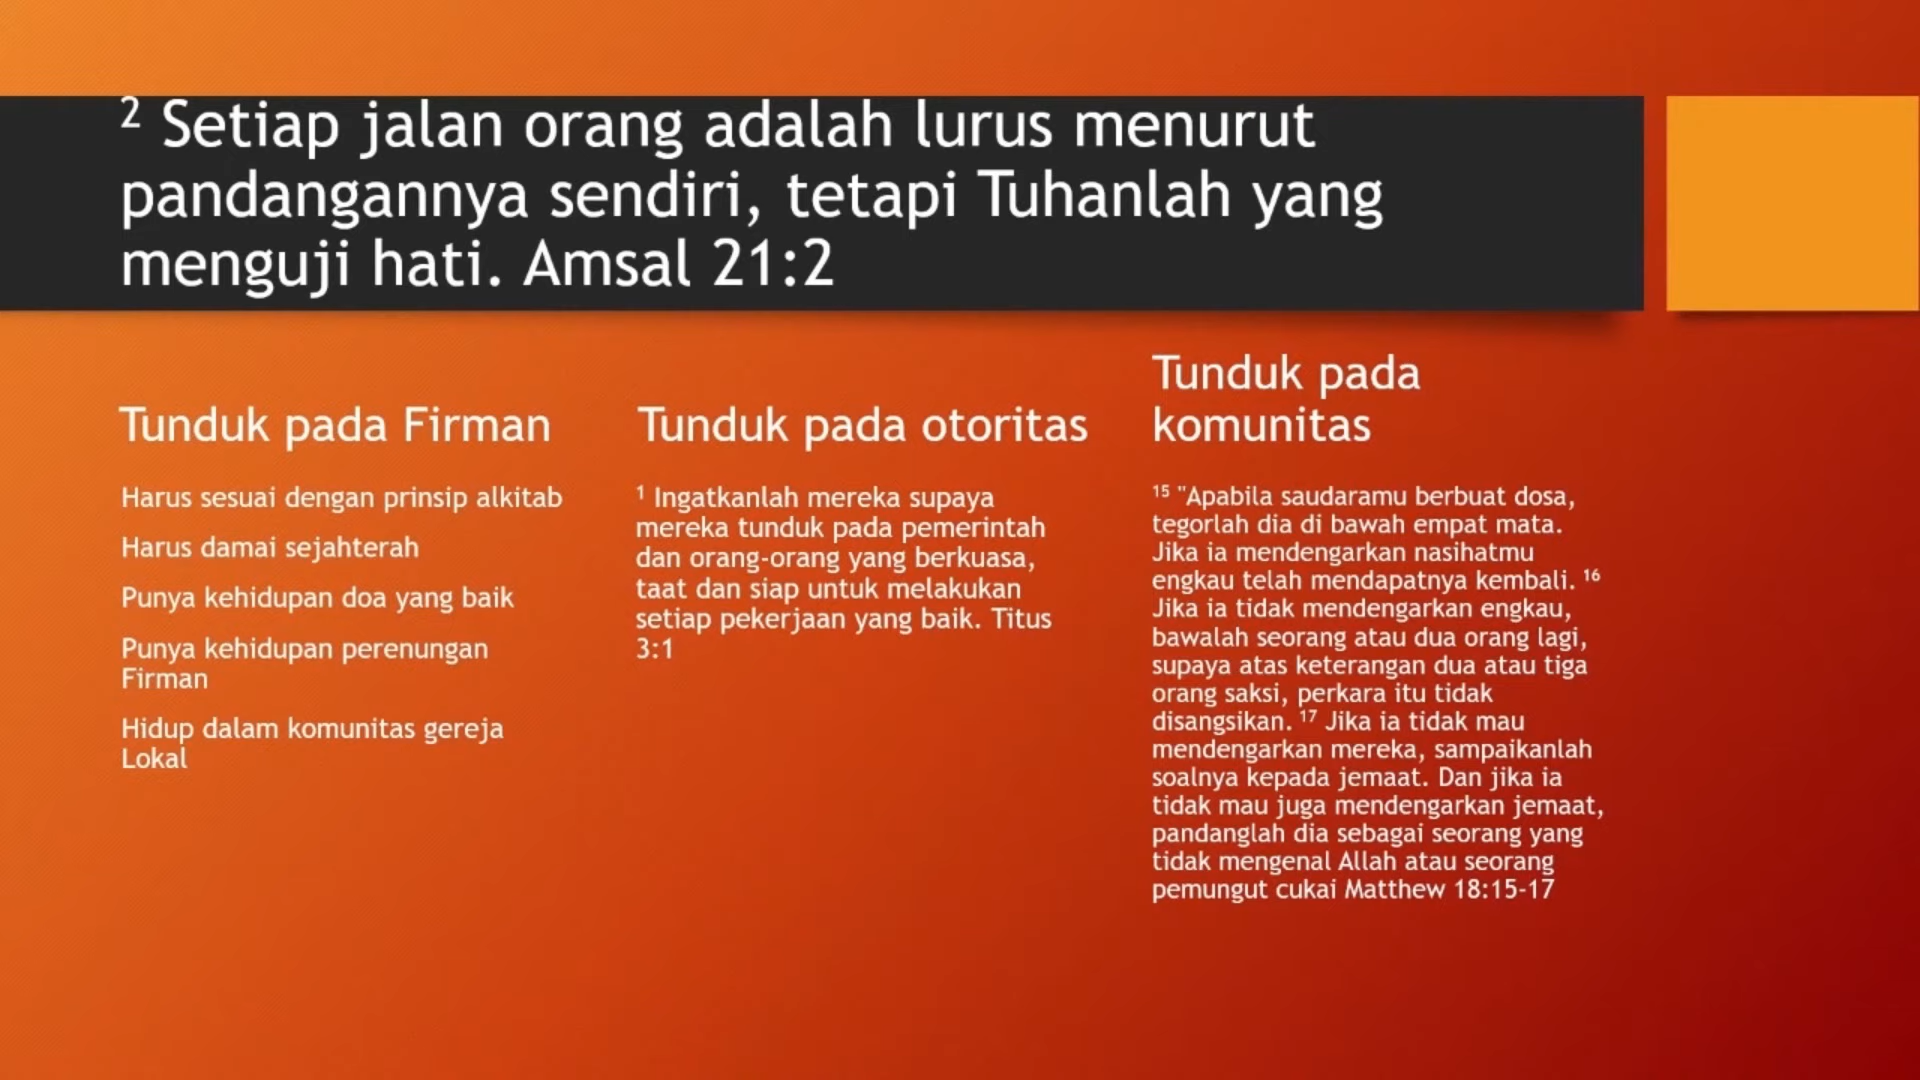 ² Setiap jalan orang adalah lurus menurut
pandangannya sendiri, tetapi Tuhanlah yang
menguji hati. Amsal 21:2
Tunduk pada Firman
Harus sesuai dengan prinsip alkitab
Harus damai sejahterah
Punya kehidupan doa yang baik
Punya kehidupan perenungan
Firman
Hidup dalam komunitas gereja
Lokal
Tunduk pada otoritas
¹ Ingatkanlah mereka supaya
mereka tunduk pada pemerintah
dan orang-orang yang berkuasa,
taat dan siap untuk melakukan
setiap pekerjaan yang baik. Titus
3:1
Tunduk pada
komunitas
¹⁵ "Apabila saudaramu berbuat dosa,
tegorlah dia di bawah empat mata.
Jika ia mendengarkan nasihatmu
engkau telah mendapatnya kembali. ¹⁶
Jika ia tidak mendengarkan engkau,
bawalah seorang atau dua orang lagi,
supaya atas keterangan dua atau tiga
orang saksi, perkara itu tidak
disangsikan. ¹⁷ Jika ia tidak mau
mendengarkan mereka, sampaikanlah
soalnya kepada jemaat. Dan jika ia
tidak mau juga mendengarkan jemaat,
pandanglah dia sebagai seorang yang
tidak mengenal Allah atau seorang
pemungut cukai Matthew 18:15-17